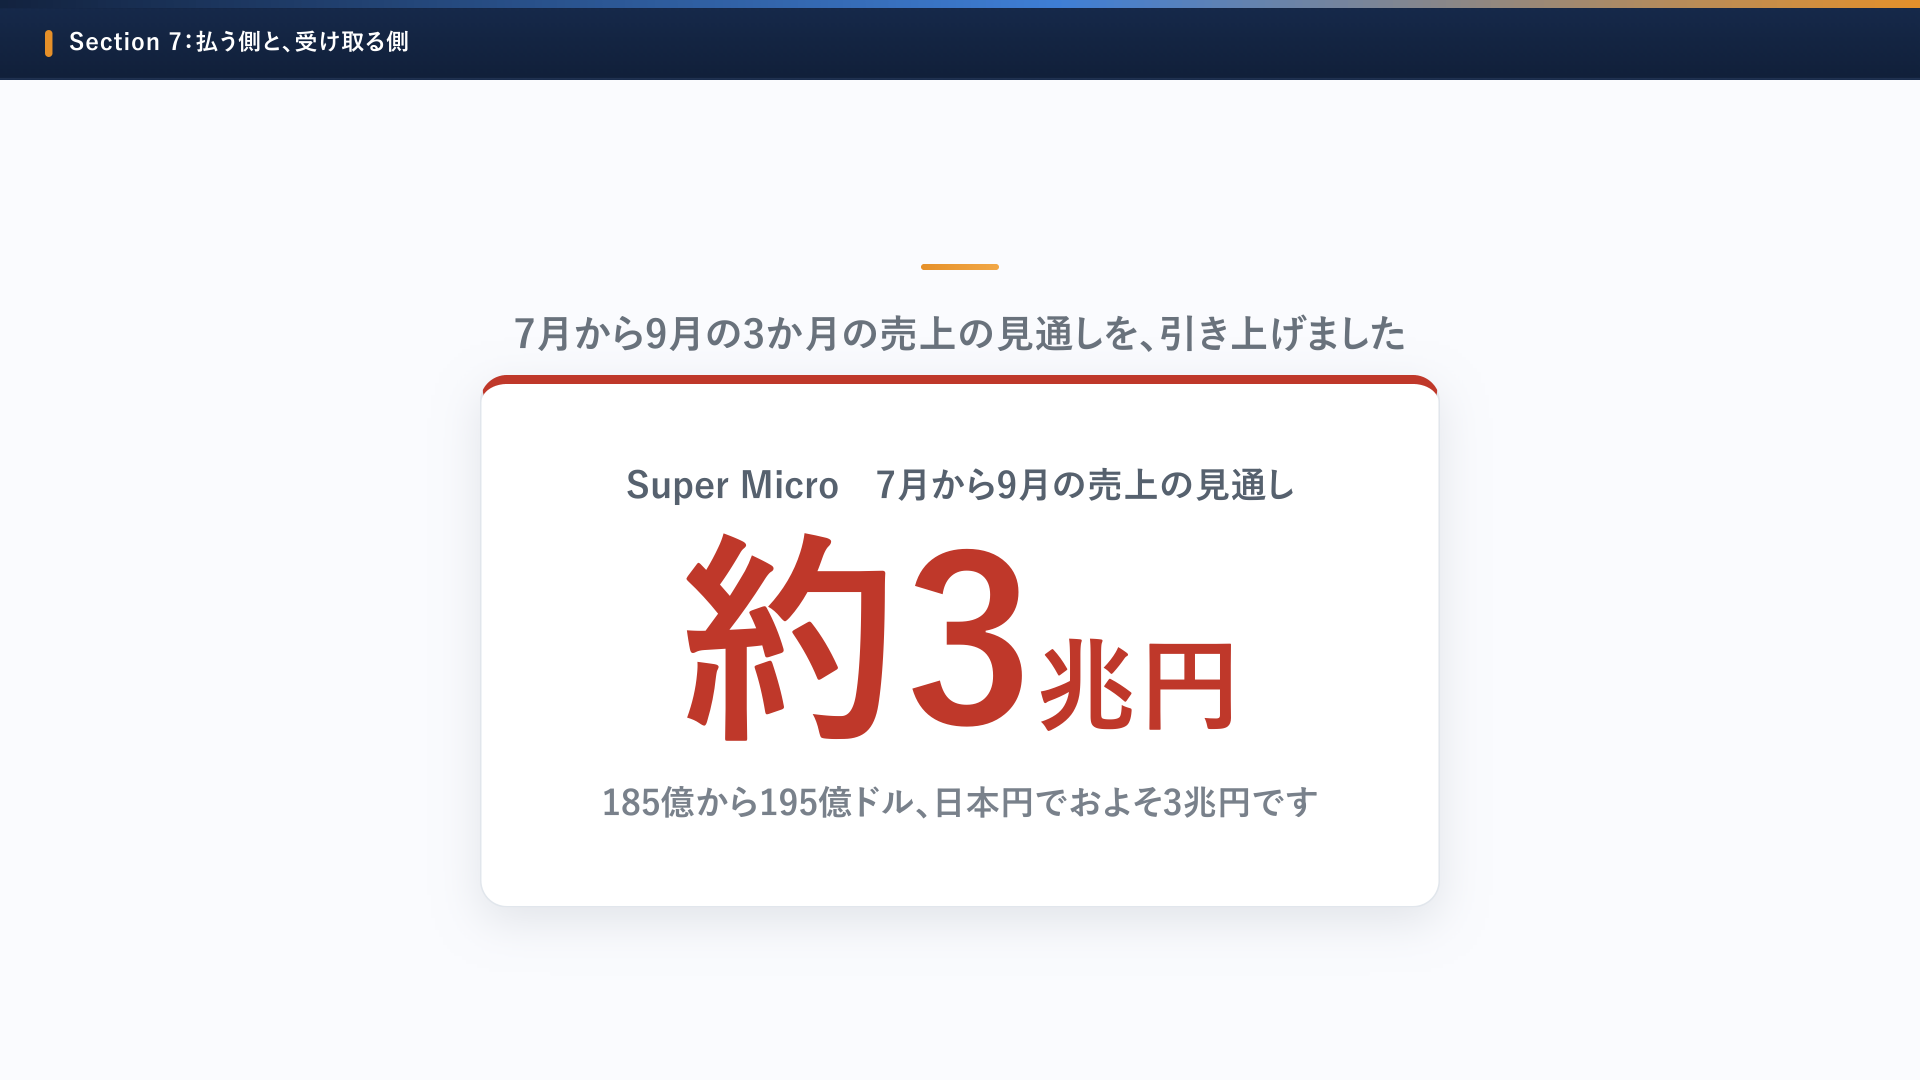 Section 7：払う側と、受け取る側
7月から9月の3か月の売上の見通しを、引き上げました
Super Micro　7月から9月の売上の見通し
約3兆円
185億から195億ドル、日本円でおよそ3兆円です